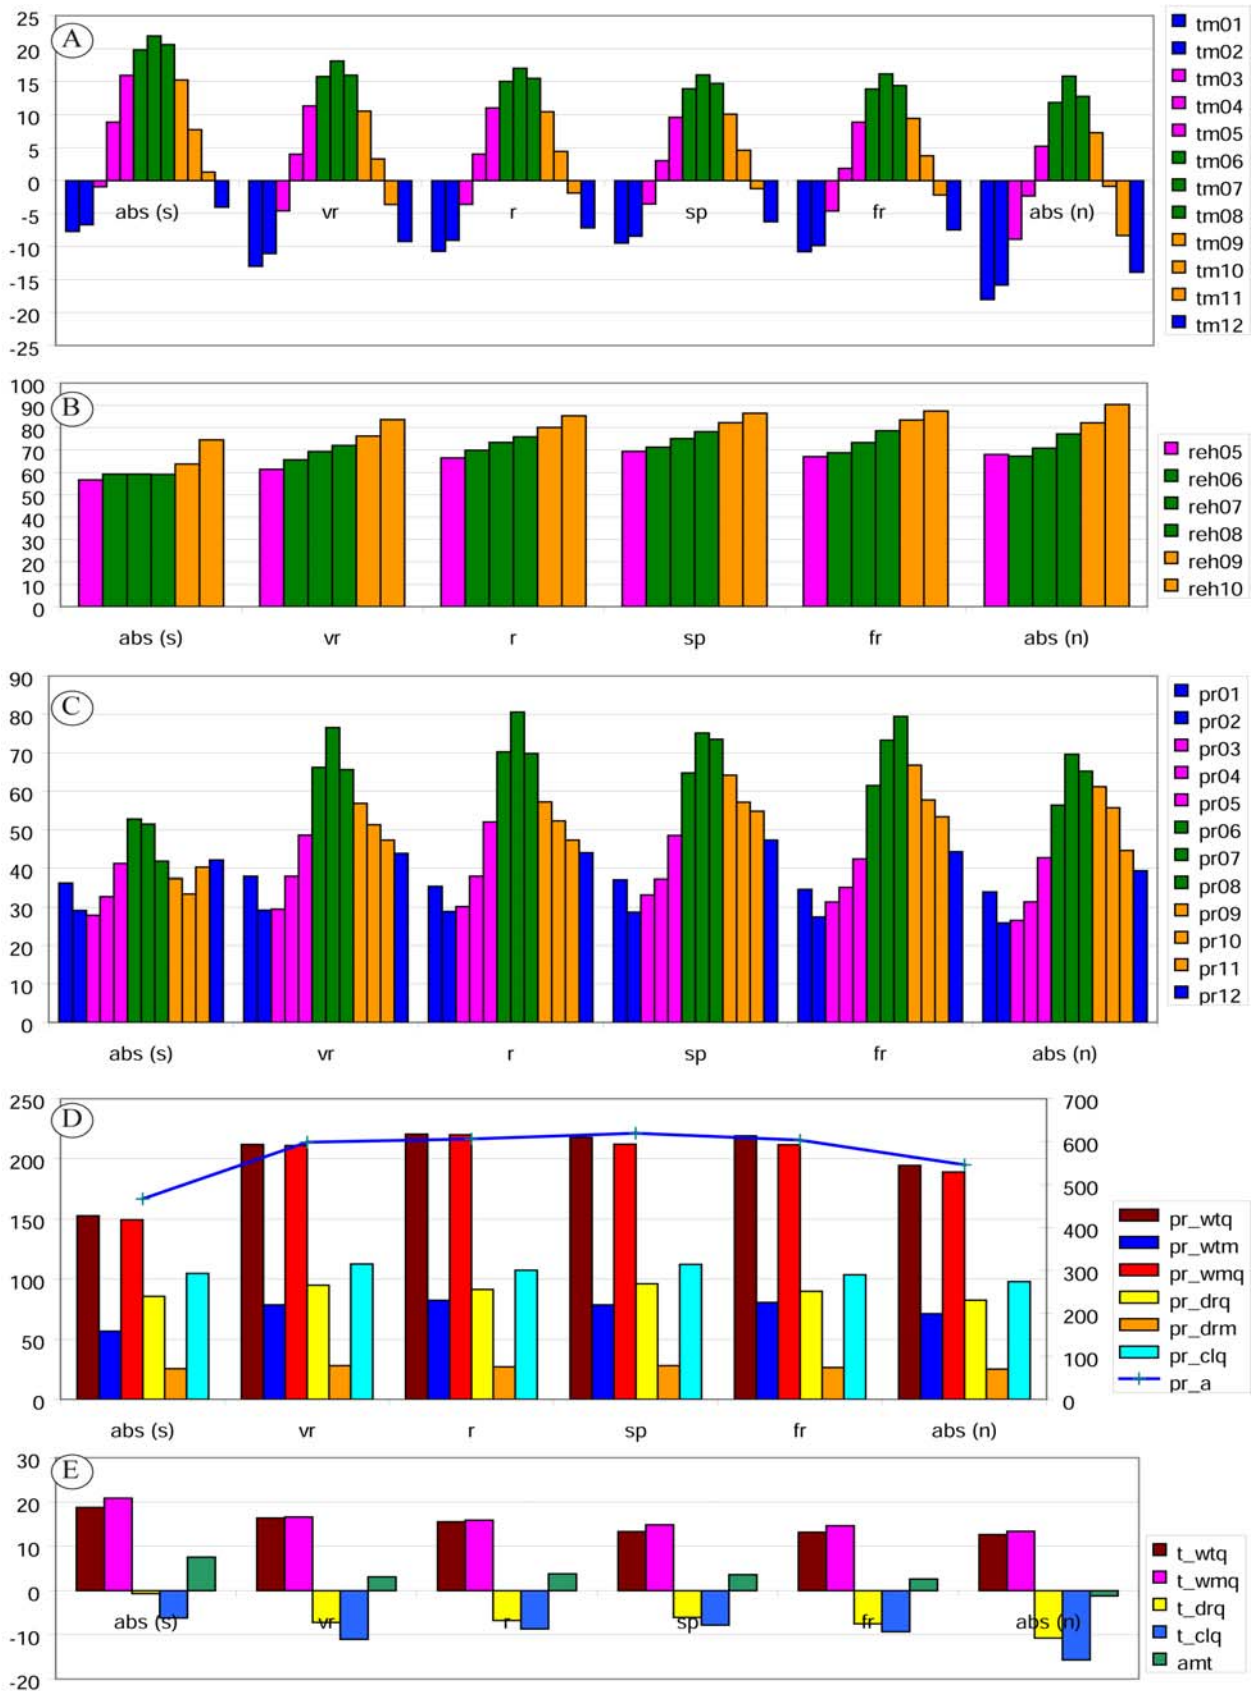 A
25
20
15
10
5
0
-5
-10
-15
-20
-25
abs (s) vr r sp fr abs (n)
tm01
tm02
tm03
tm04
tm05
tm06
tm07
tm08
tm09
tm10
tm11
tm12
B
100
90
80
70
60
50
40
30
20
10
0
abs (s) vr r sp fr abs (n)
reh05
reh06
reh07
reh08
reh09
reh10
C
90
80
70
60
50
40
30
20
10
0
abs (s) vr r sp fr abs (n)
pr01
pr02
pr03
pr04
pr05
pr06
pr07
pr08
pr09
pr10
pr11
pr12
D
250
200
150
100
50
0
700
600
500
400
300
200
100
0
abs (s) vr r sp fr abs (n)
pr_wtq
pr_wtm
pr_wmq
pr_drq
pr_drm
pr_clq
pr_a
E
30
20
10
0
-10
-20
abs (s) vr r sp fr abs (n)
t_wtq
t_wmq
t_drq
t_clq
amt